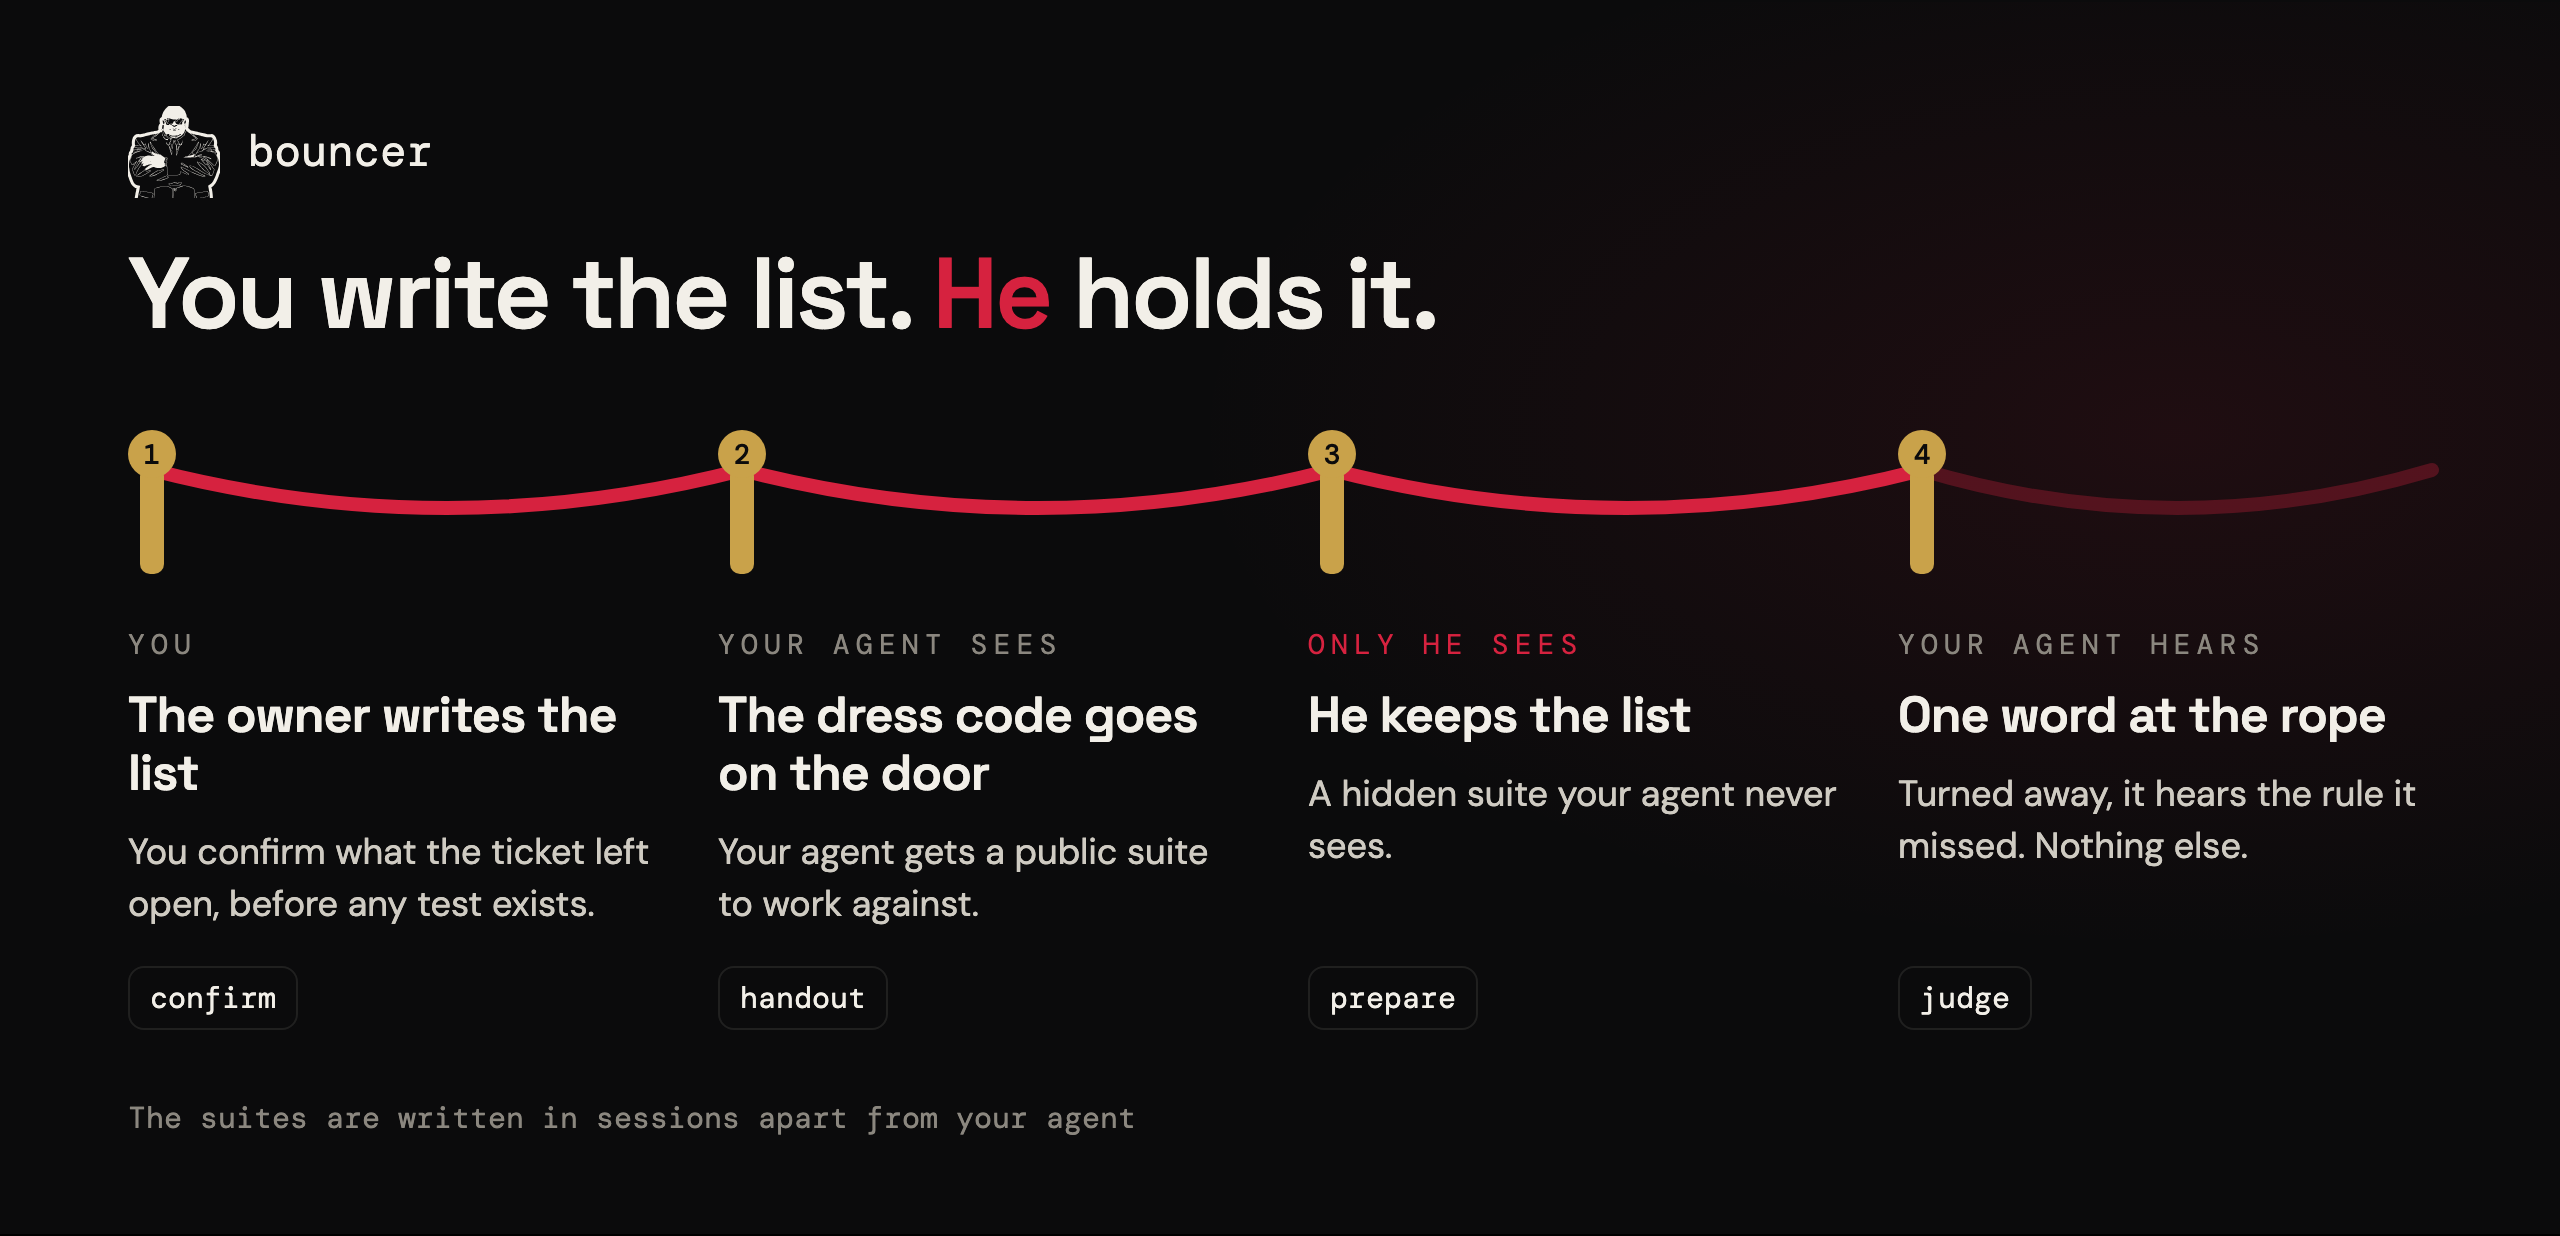 bouncer
You write the list. He holds it.
1
2
3
4
YOU
The owner writes the
list
You confirm what the ticket left
open, before any test exists.
confirm
YOUR AGENT SEES
The dress code goes
on the door
Your agent gets a public suite
to work against.
handout
ONLY HE SEES
He keeps the list
A hidden suite your agent never
sees.
prepare
YOUR AGENT HEARS
One word at the rope
Turned away, it hears the rule it
missed. Nothing else.
judge
The suites are written in sessions apart from your agent